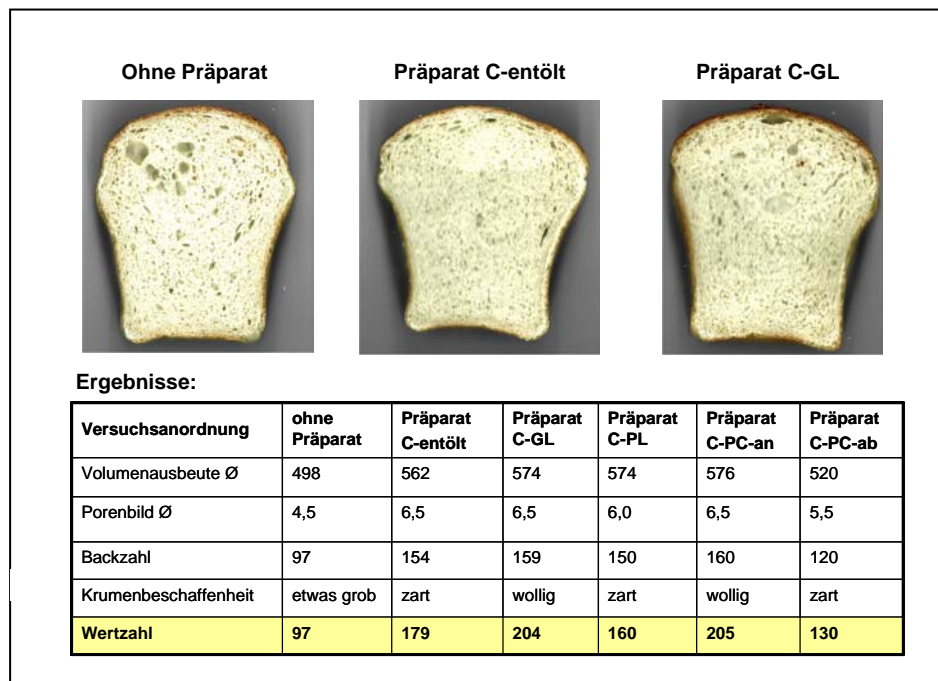 Ohne Präparat Präparat C-entölt Präparat C-GL
Ergebnisse:
Versuchsanordnung ohne Präparat Präparat C-entölt Präparat C-GL Präparat C-PL Präparat C-PC-an Präparat C-PC-ab
Volumenausbeute Ø 498 562 574 574 576 520
Porenbild Ø 4,5 6,5 6,5 6,0 6,5 5,5
Backzahl 97 154 159 150 160 120
Krumenbeschaffenheit etwas grob zart wollig zart wollig zart
Wertzahl 97 179 204 160 205 130